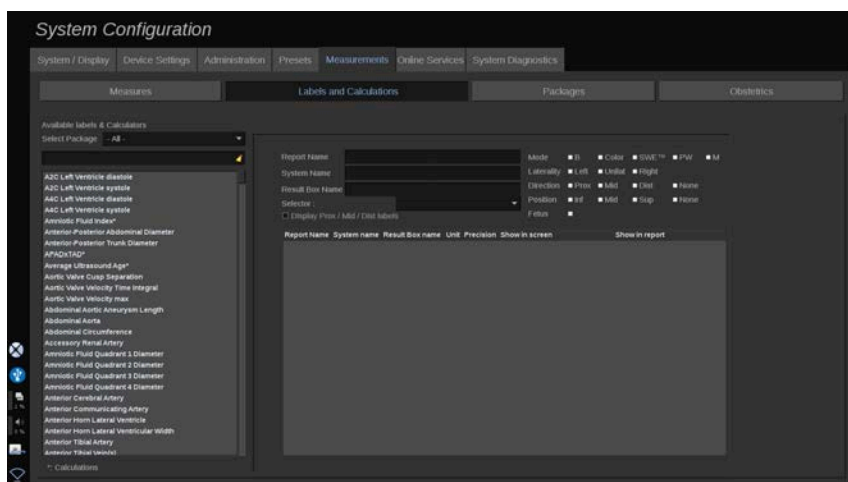 System Configuration
System / Display Device Settings Administration Presets Measurements Online Services System Diagnostics
Measures Labels and Calculations Packages Obstetrics
Available labels & Calculators
Select Package - All -
A2C Left Ventricle diastole
A2C Left Ventricle systole
A4C Left Ventricle diastole
A4C Left Ventricle systole
Amniotic Fluid Index*
Anterior-Posterior Abdominal Diameter
Anterior-Posterior Trunk Diameter
APADxTAD*
Average Ultrasound Age*
Aortic Valve Cusp Separation
Aortic Valve Velocity Time Integral
Aortic Valve Velocity max
Abdominal Aortic Aneurysm Length
Abdominal Aorta
Abdominal Circumference
Accessory Renal Artery
Amniotic Fluid Quadrant 1 Diameter
Amniotic Fluid Quadrant 2 Diameter
Amniotic Fluid Quadrant 3 Diameter
Amniotic Fluid Quadrant 4 Diameter
Anterior Cerebral Artery
Anterior Communicating Artery
Anterior Horn Lateral Ventricle
Anterior Horn Lateral Ventricular Width
Anterior Tibial Artery
Anterior Tibial Vein(s)
*: Calculations
Report Name
System Name
Result Box Name
Selector :
Display Prox / Mid / Dist labels
Mode B Color SWE™ PW M
Laterality Left Unilat Right
Direction Prox Mid Dist None
Position Inf Mid Sup None
Fetus
Report Name System name Result Box name Unit Precision Show in screen Show in report